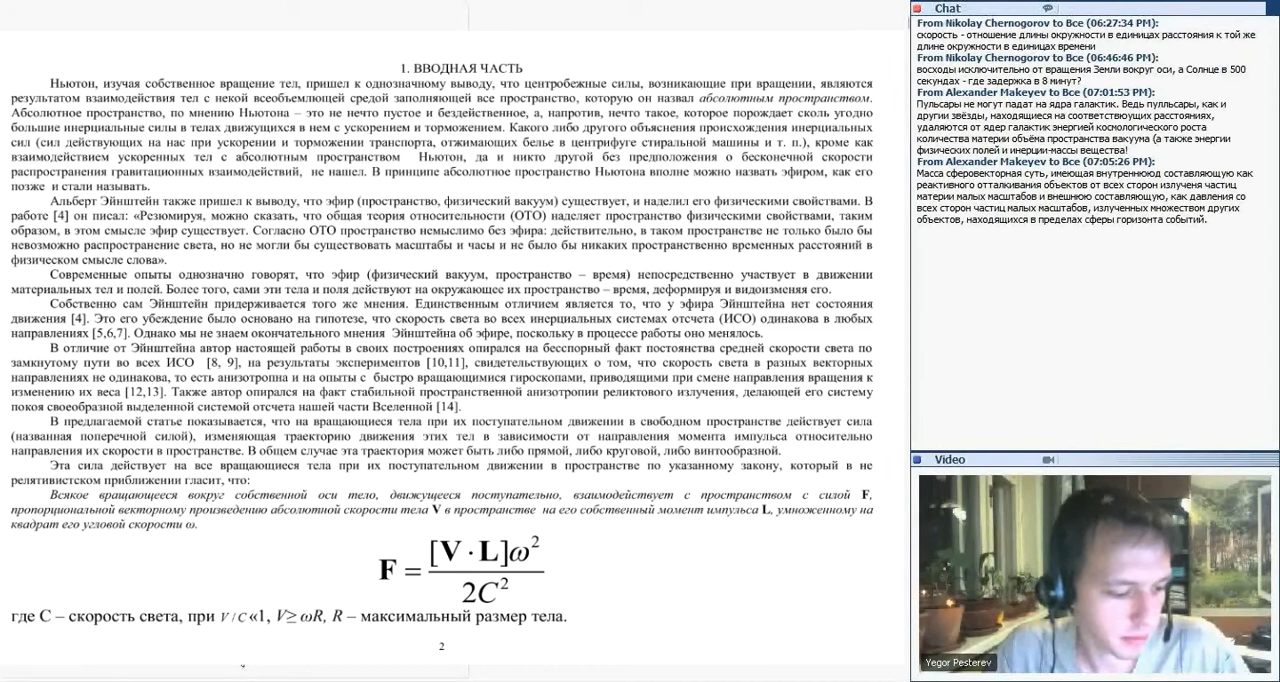 1. ВВОДНАЯ ЧАСТЬ
Ньютон, изучая собственное вращение тел, пришел к однозначному выводу, что центробежные силы, возникающие при вращении, являются
результатом взаимодействия тел с некой всеобъемлющей средой заполняющей все пространство, которую он назвал абсолютным пространством.
Абсолютное пространство, по мнению Ньютона – это не нечто пустое и бездейственное, а, напротив, нечто такое, которое порождает сколь угодно
большие инерциальные силы в телах движущихся в нем с ускорением и торможением. Какого либо другого объяснения происхождения инерциальных
сил (сил действующих на нас при ускорении и торможении транспорта, отжимающих белье в центрифуге стиральной машины и т. п.), кроме как
взаимодействием ускоренных тел с абсолютным пространством Ньютон, да и никто другой без предположения о бесконечной скорости
распространения гравитационных взаимодействий, не нашел. В принципе абсолютное пространство Ньютона вполне можно назвать эфиром, как его
позже и стали называть.
Альберт Эйнштейн также пришел к выводу, что эфир (пространство, физический вакуум) существует, и наделил его физическими свойствами. В
работе [4] он писал: «Резюмируя, можно сказать, что общая теория относительности (ОТО) наделяет пространство физическими свойствами, таким
образом, в этом смысле эфир существует. Согласно ОТО пространство немыслимо без эфира: действительно, в таком пространстве не только было бы
невозможно распространение света, но не могли бы существовать масштабы и часы и не было бы никаких пространственно временных расстояний в
физическом смысле слова».
Современные опыты однозначно говорят, что эфир (физический вакуум, пространство – время) непосредственно участвует в движении
материальных тел и полей. Более того, сами эти тела и поля действуют на окружающее их пространство – время, деформируя и видоизменяя его.
Собственно сам Эйнштейн придерживается того же мнения. Единственным отличием является то, что у эфира Эйнштейна нет состояния
движения [4]. Это его убеждение было основано на гипотезе, что скорость света во всех инерциальных системах отсчета (ИСО) одинакова в любых
направлениях [5,6,7]. Однако мы не знаем окончательного мнения Эйнштейна об эфире, поскольку в процессе работы оно менялось.
В отличие от Эйнштейна автор настоящей работы в своих построениях опирался на бесспорный факт постоянства средней скорости света по
замкнутому пути во всех ИСО [8, 9], на результаты экспериментов [10,11], свидетельствующих о том, что скорость света в разных векторных
направлениях не одинакова, то есть анизотропна и на опыты с быстро вращающимися гироскопами, приводящими при смене направления вращения к
изменению их веса [12,13]. Также автор опирался на факт стабильной пространственной анизотропии реликтового излучения, делающей его систему
покоя своеобразной выделенной системой отсчета нашей части Вселенной [14].
В предлагаемой статье показывается, что на вращающиеся тела при их поступательном движении в свободном пространстве действует сила
(названная поперечной силой), изменяющая траекторию движения этих тел в зависимости от направления момента импульса относительно
направления их скорости в пространстве. В общем случае эта траектория может быть либо прямой, либо круговой, либо винтообразной.
Эта сила действует на все вращающиеся тела при их поступательном движении в пространстве по указанному закону, который в не
релятивистском приближении гласит, что:
Всякое вращающееся вокруг собственной оси тело, движущееся поступательно, взаимодействует с пространством с силой F,
пропорциональной векторному произведению абсолютной скорости тела V в пространстве на его собственный момент импульса L, умноженному на
квадрат его угловой скорости ω.
F = [V · L]ω² / 2C²
где С – скорость света, при V / C «1, V≥ ωR, R – максимальный размер тела.
2
Chat
From Nikolay Chernogorov to Все (06:27:34 PM):
скорость - отношение длины окружности в единицах расстояния к той же
длине окружности в единицах времени
From Nikolay Chernogorov to Все (06:46:46 PM):
восходы исключительно от вращения Земли вокруг оси, а Солнце в 500
секундах - где задержка в 8 минут?
From Alexander Makeyev to Все (07:01:53 PM):
Пульсары не могут падат на ядра галактик. Ведь пулльсары, как и
другии звёзды, находящиеся на соответствующих расстояниях,
удаляются от ядер галактик энергией космологического роста
количества материи объёма пространства вакуума (а также энергии
физических полей и инерции-массы вещества!
From Alexander Makeyev to Все (07:05:26 PM):
Масса сферовекторная суть, имеющая внутреннююд составляющую как
реактивного отталкивания объектов от всех сторон излученя частиц
материи малых масштабов и внешнюю составляющую, как давления со
всех сторон частиц малых масштабов, излученных множеством других
объектов, находящихся в пределах сферы горизонта событий.
Video
Yegor Pesterev